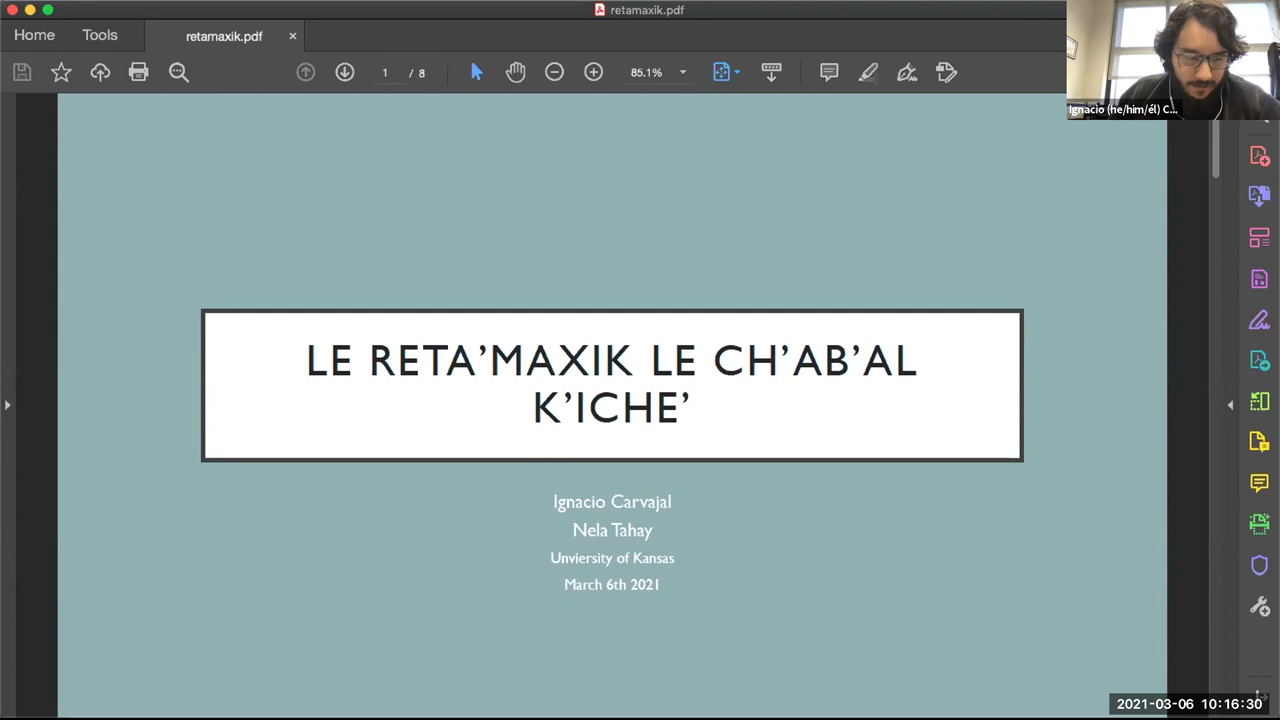 retamaxik.pdf
Home
Tools
retamaxik.pdf
1
/ 8
85.1%
Ignacio (he/him/él) C...
LE RETA’MAXIK LE CH’AB’AL
K’ICHE’
Ignacio Carvajal
Nela Tahay
Unviersity of Kansas
March 6th 2021
2021-03-06 10:16:30